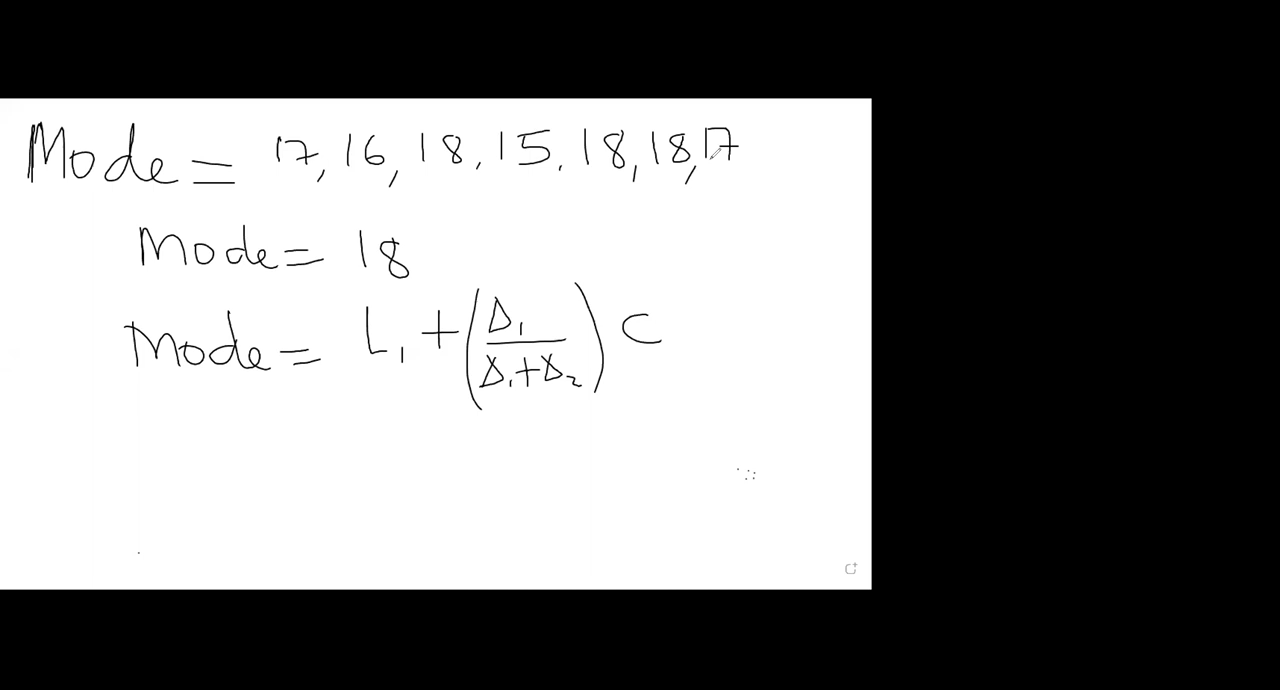 Mode = 17, 16, 18, 15, 18, 18, 17
Mode = 18
Mode = L₁ + (Δ₁ / (Δ₁ + Δ₂)) C